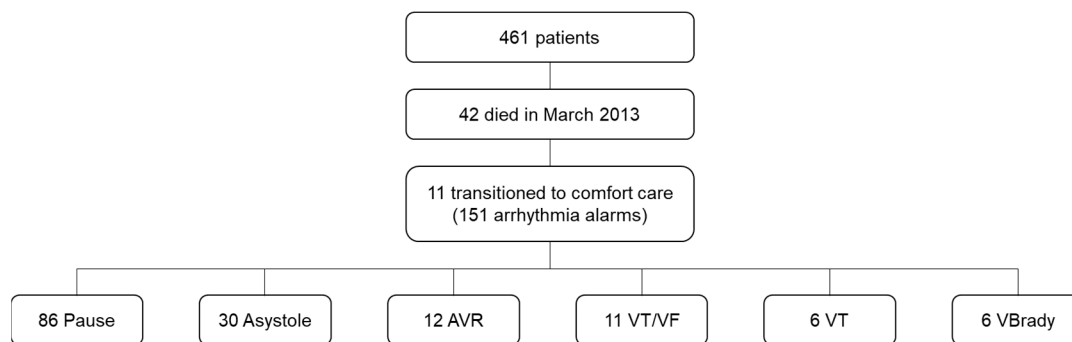 461 patients
42 died in March 2013
11 transitioned to comfort care
(151 arrhythmia alarms)
86 Pause
30 Asystole
12 AVR
11 VT/VF
6 VT
6 VBrady